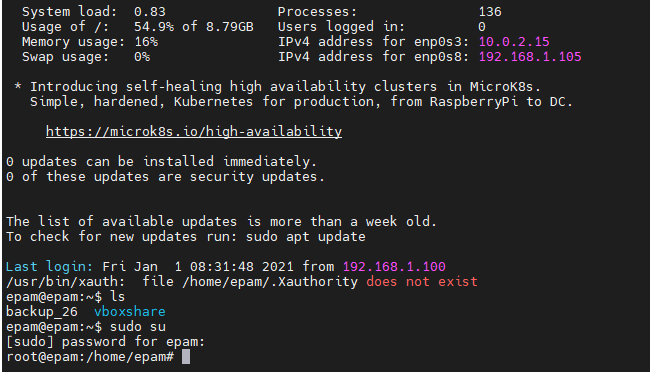 System load:  0.83               Processes:               136
Usage of /:   54.9% of 8.79GB   Users logged in:         0
Memory usage: 16%               IPv4 address for enp0s3: 10.0.2.15
Swap usage:   0%                IPv4 address for enp0s8: 192.168.1.105
* Introducing self-healing high availability clusters in MicroK8s.
Simple, hardened, Kubernetes for production, from RaspberryPi to DC.
https://microk8s.io/high-availability
0 updates can be installed immediately.
0 of these updates are security updates.
The list of available updates is more than a week old.
To check for new updates run: sudo apt update
Last login: Fri Jan  1 08:31:48 2021 from 192.168.1.100
/usr/bin/xauth:  file /home/epam/.Xauthority does not exist
epam@epam:~$ ls
backup_26  vboxshare
epam@epam:~$ sudo su
[sudo] password for epam:
root@epam:/home/epam#